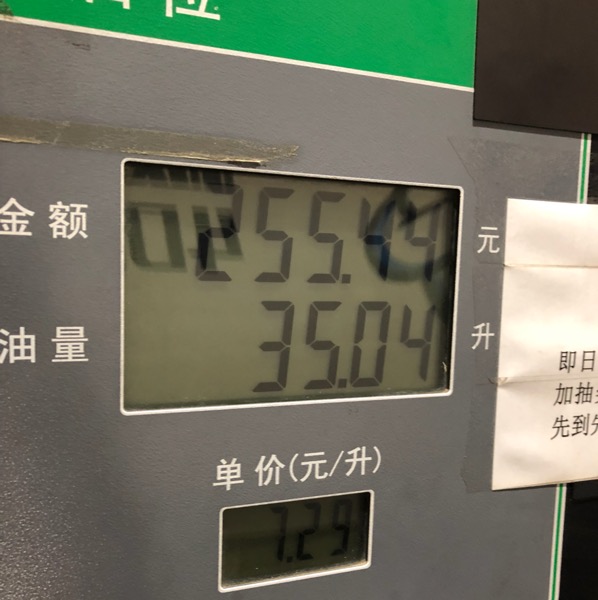 金额 255.44 元
油量 35.04 升
单价(元/升)
7.29
即日
加抽
先到